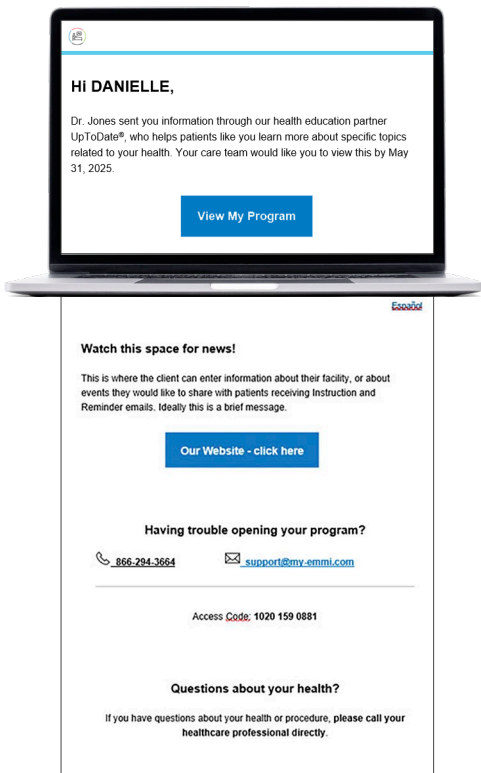 Hi DANIELLE,
Dr. Jones sent you information through our health education partner
UpToDate®, who helps patients like you learn more about specific topics
related to your health. Your care team would like you to view this by May
31, 2025.
View My Program
Español
Watch this space for news!
This is where the client can enter information about their facility, or about
events they would like to share with patients receiving Instruction and
Reminder emails. Ideally this is a brief message.
Our Website - click here
Having trouble opening your program?
866-294-3664 support@my-emmi.com
Access Code: 1020 159 0881
Questions about your health?
If you have questions about your health or procedure, please call your
healthcare professional directly.